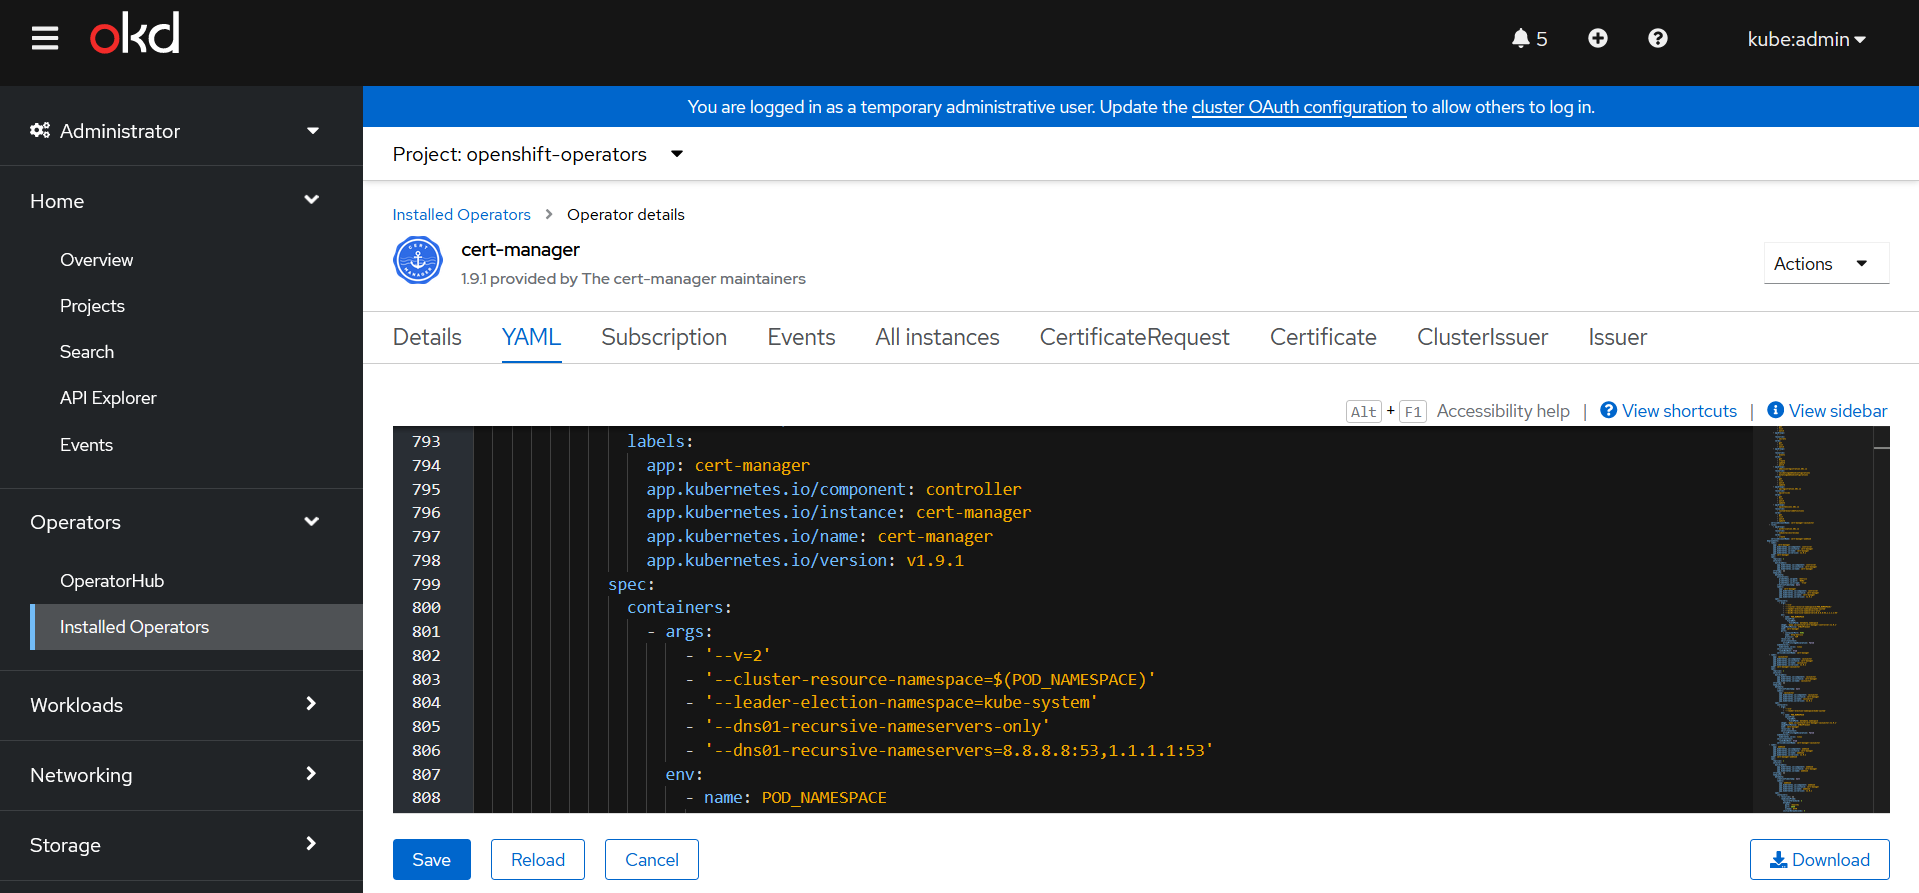 okd
5
kube:admin
Administrator
Home
Overview
Projects
Search
API Explorer
Events
Operators
OperatorHub
Installed Operators
Workloads
Networking
Storage
You are logged in as a temporary administrative user. Update the cluster OAuth configuration to allow others to log in.
Project: openshift-operators
Installed Operators > Operator details
cert-manager
1.9.1 provided by The cert-manager maintainers
Actions
Details YAML Subscription Events All instances CertificateRequest Certificate ClusterIssuer Issuer
Alt + F1 Accessibility help | View shortcuts | View sidebar
793 labels:
794 app: cert-manager
795 app.kubernetes.io/component: controller
796 app.kubernetes.io/instance: cert-manager
797 app.kubernetes.io/name: cert-manager
798 app.kubernetes.io/version: v1.9.1
799 spec:
800 containers:
801 - args:
802 - '--v=2'
803 - '--cluster-resource-namespace=$(POD_NAMESPACE)'
804 - '--leader-election-namespace=kube-system'
805 - '--dns01-recursive-nameservers-only'
806 - '--dns01-recursive-nameservers=8.8.8.8:53,1.1.1.1:53'
807 env:
808 - name: POD_NAMESPACE
Save Reload Cancel Download